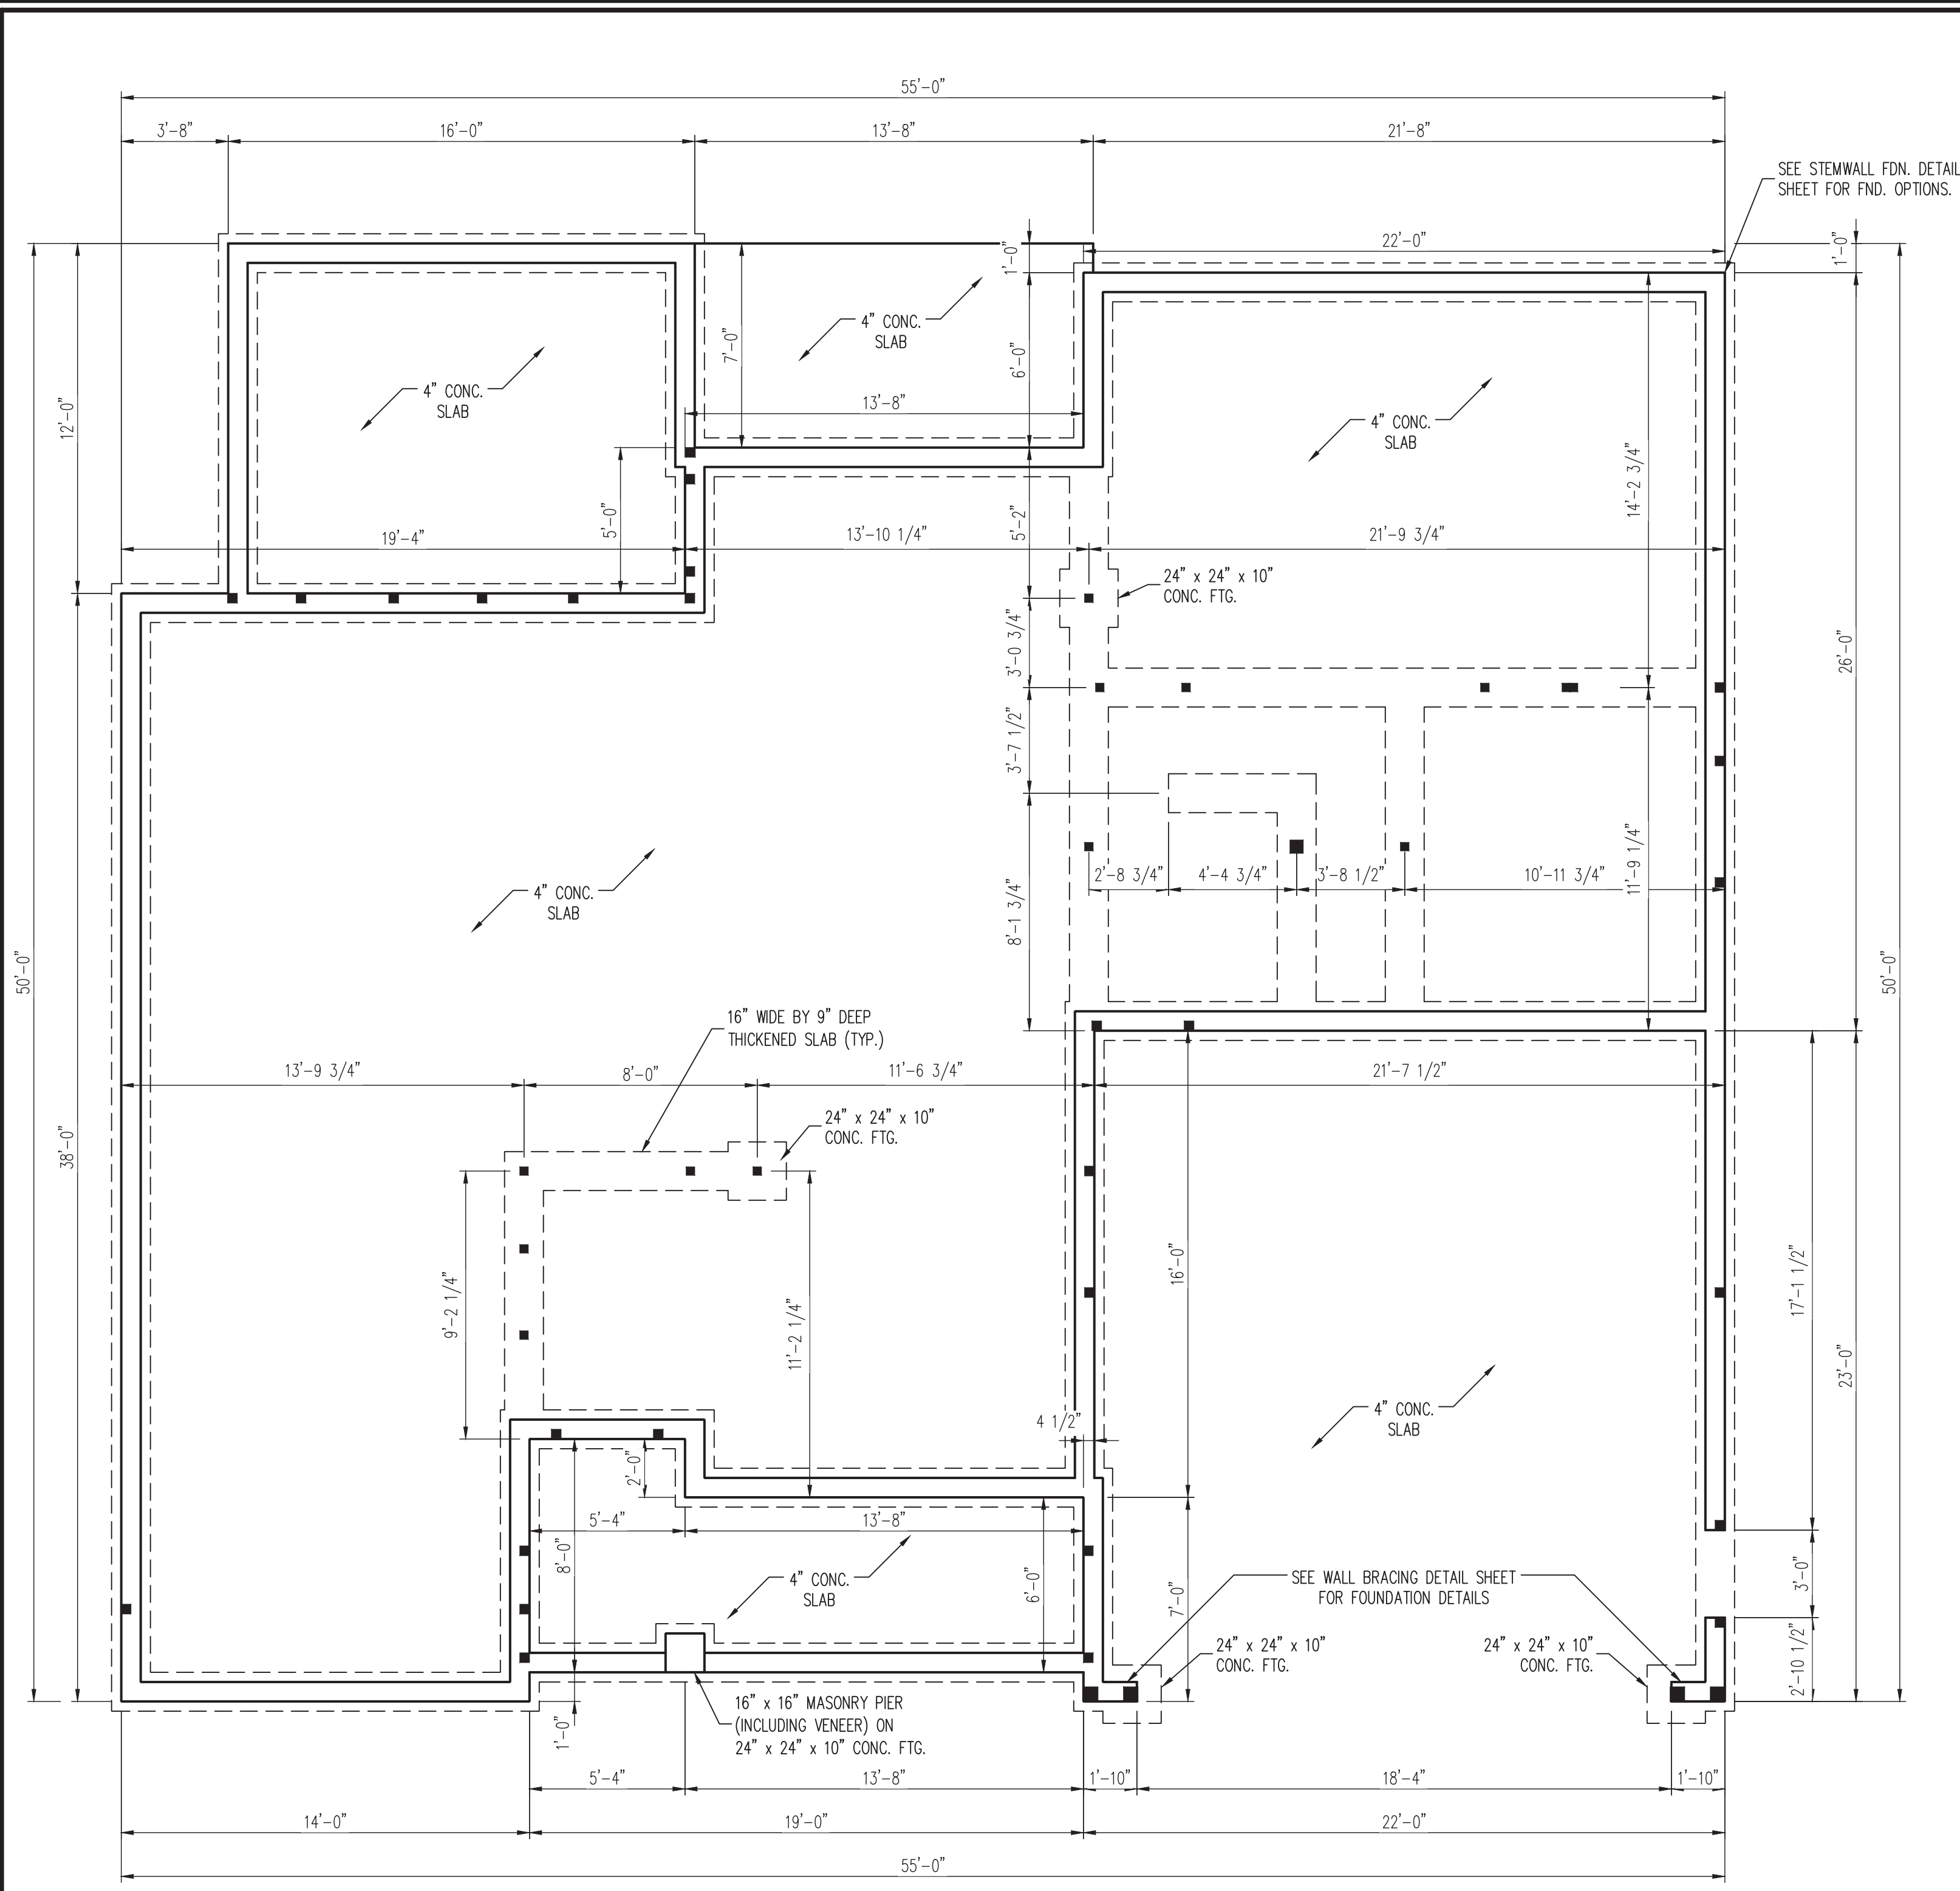 55'-0"
3'-8"
16'-0"
13'-8"
21'-8"
SEE STEMWALL FDN. DETAIL
SHEET FOR FND. OPTIONS.
22'-0"
1'-0"
1'-0"
4" CONC.
SLAB
7'-0"
6'-0"
4" CONC.
SLAB
13'-8"
12'-0"
4" CONC.
SLAB
14'-2 3/4"
5'-0"
5'-2"
19'-4"
13'-10 1/4"
21'-9 3/4"
24" x 24" x 10"
CONC. FTG.
3'-0 3/4"
26'-0"
3'-7 1/2"
11'-9 1/4"
2'-8 3/4"
4'-4 3/4"
3'-8 1/2"
10'-11 3/4"
4" CONC.
SLAB
8'-1 3/4"
50'-0"
50'-0"
16" WIDE BY 9" DEEP
THICKENED SLAB (TYP.)
13'-9 3/4"
8'-0"
11'-6 3/4"
21'-7 1/2"
24" x 24" x 10"
CONC. FTG.
38'-0"
16'-0"
17'-1 1/2"
9'-2 1/4"
11'-2 1/4"
23'-0"
4" CONC.
SLAB
4 1/2"
2'-0"
5'-4"
13'-8"
8'-0"
4" CONC.
SLAB
6'-0"
7'-0"
SEE WALL BRACING DETAIL SHEET
FOR FOUNDATION DETAILS
3'-0"
24" x 24" x 10"
CONC. FTG.
24" x 24" x 10"
CONC. FTG.
2'-10 1/2"
1'-0"
16" x 16" MASONRY PIER
(INCLUDING VENEER) ON
24" x 24" x 10" CONC. FTG.
5'-4"
13'-8"
1'-10"
18'-4"
1'-10"
14'-0"
19'-0"
22'-0"
55'-0"